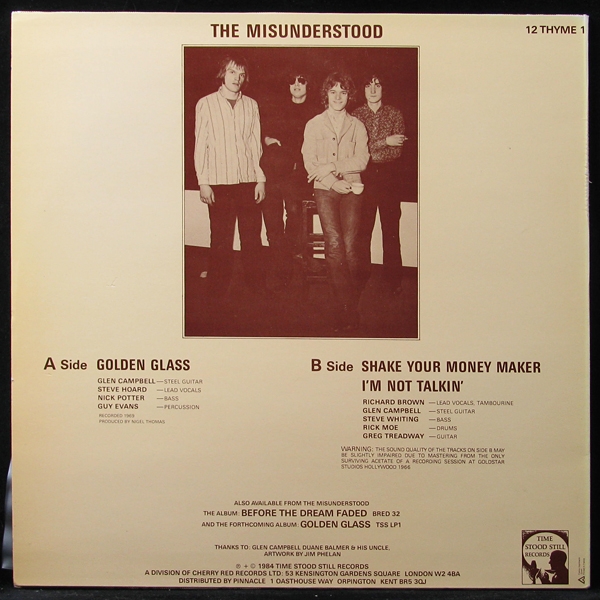 THE MISUNDERSTOOD
12 THYME 1
A Side GOLDEN GLASS
GLEN CAMPBELL—STEEL GUITAR
STEVE HOARD —LEAD VOCALS
NICK POTTER —BASS
GUY EVANS —PERCUSSION
RECORDED 1969
PRODUCED BY NIGEL THOMAS
B Side SHAKE YOUR MONEY MAKER
I'M NOT TALKIN'
RICHARD BROWN —LEAD VOCALS, TAMBOURINE
GLEN CAMPBELL —STEEL GUITAR
STEVE WHITING —BASS
RICK MOE —DRUMS
GREG TREADWAY —GUITAR
WARNING: THE SOUND QUALITY OF THE TRACKS ON SIDE B MAY
BE SLIGHTLY IMPAIRED DUE TO MASTERING FROM THE ONLY
SURVIVING ACETATE OF A RECORDING SESSION AT GOLDSTAR
STUDIOS HOLLYWOOD 1966
ALSO AVAILABLE FROM THE MISUNDERSTOOD
THE ALBUM: BEFORE THE DREAM FADED BRED 32
AND THE FORTHCOMING ALBUM: GOLDEN GLASS TSS LP1
THANKS TO: GLEN CAMPBELL DUANE BALMER & HIS UNCLE.
ARTWORK BY JIM PHELAN
℗ + © 1984 TIME STOOD STILL RECORDS
A DIVISION OF CHERRY RED RECORDS LTD: 53 KENSINGTON GARDENS SQUARE LONDON W2 4BA
DISTRIBUTED BY PINNACLE 1 OASTHOUSE WAY ORPINGTON KENT BR5 3QJ
TIME
STOOD STILL
RECORDS